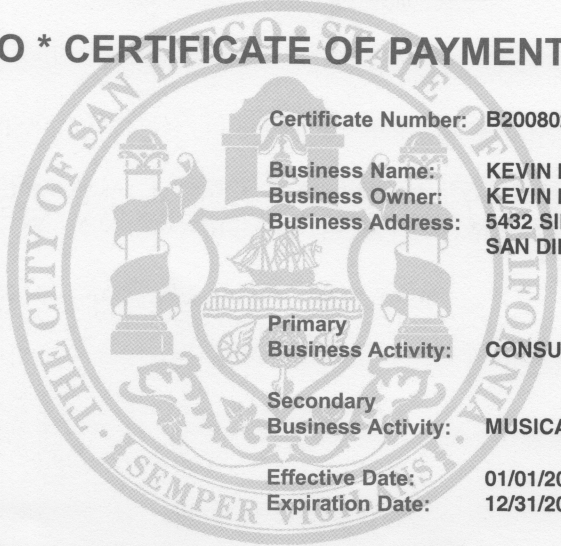 O * CERTIFICATE OF PAYMENT
THE CITY OF SAN DIEGO * STATE OF CALIFORNIA
SEMPER VIGILANS
Certificate Number: B20080
Business Name: KEVIN
Business Owner: KEVIN
Business Address: 5432 SI
SAN DI
Primary
Business Activity: CONSU
Secondary
Business Activity: MUSICA
Effective Date: 01/01/20
Expiration Date: 12/31/20